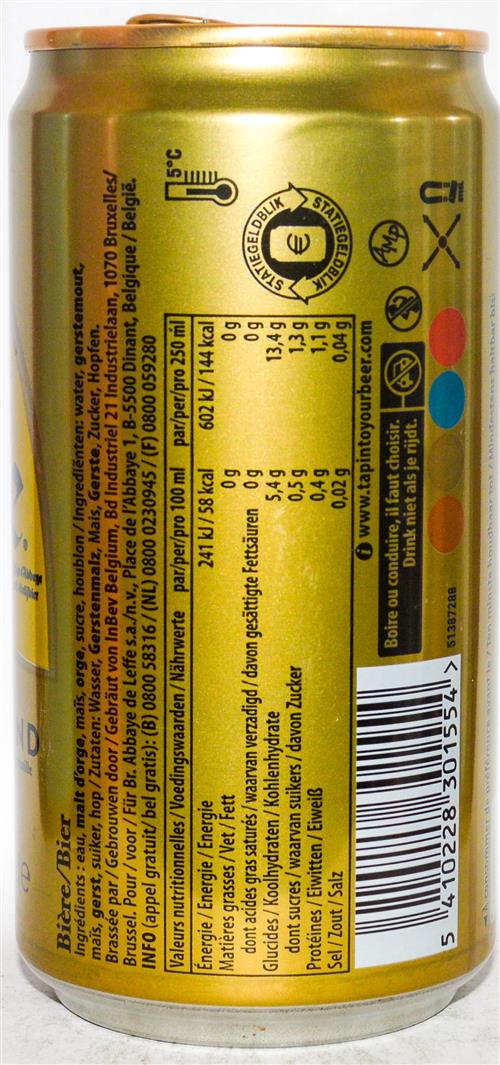 Bière/Bier
Ingrédients : eau, malt d'orge, maïs, orge, sucre, houblon / Ingrediënten: water, gerstemout,
maïs, gerst, suiker, hop / Zutaten: Wasser, Gerstenmalz, Mais, Gerste, Zucker, Hopfen.
Brassée par / Gebrouwen door / Gebräut von InBev Belgium, Bd Industriel 21 Industrielaan, 1070 Bruxelles/
Brussel. Pour / voor / Für Br. Abbaye de Leffe s.a./n.v., Place de l'Abbaye 1, B-5500 Dinant, Belgique / België.
INFO (appel gratuit/ bel gratis): (B) 0800 58316 / (NL) 0800 0230945 / (F) 0800 059280
Valeurs nutritionnelles / Voedingswaarden / Nährwerte par/per/pro 100 ml par/per/pro 250 ml
Énergie / Energie / Energie 241 kJ / 58 kcal 602 kJ / 144 kcal
Matières grasses / Vet / Fett 0 g 0 g
dont acides gras saturés / waarvan verzadigd / davon gesättigte Fettsäuren 0 g 0 g
Glucides / Koolhydraten / Kohlenhydrate 5,4 g 13,4 g
dont sucres / waarvan suikers / davon Zucker 0,5 g 1,3 g
Protéines / Eiwitten / Eiweiß 0,4 g 1,1 g
Sel / Zout / Salz 0,02 g 0,04 g
i www.tapintoyourbeer.com
Boire ou conduire, il faut choisir.
Drink niet als je rijdt.
5°C
STATIEGELDBLIK
STATIEGELDBLIK
€
AMP
51387288
5 410228 301554 >
ND
e